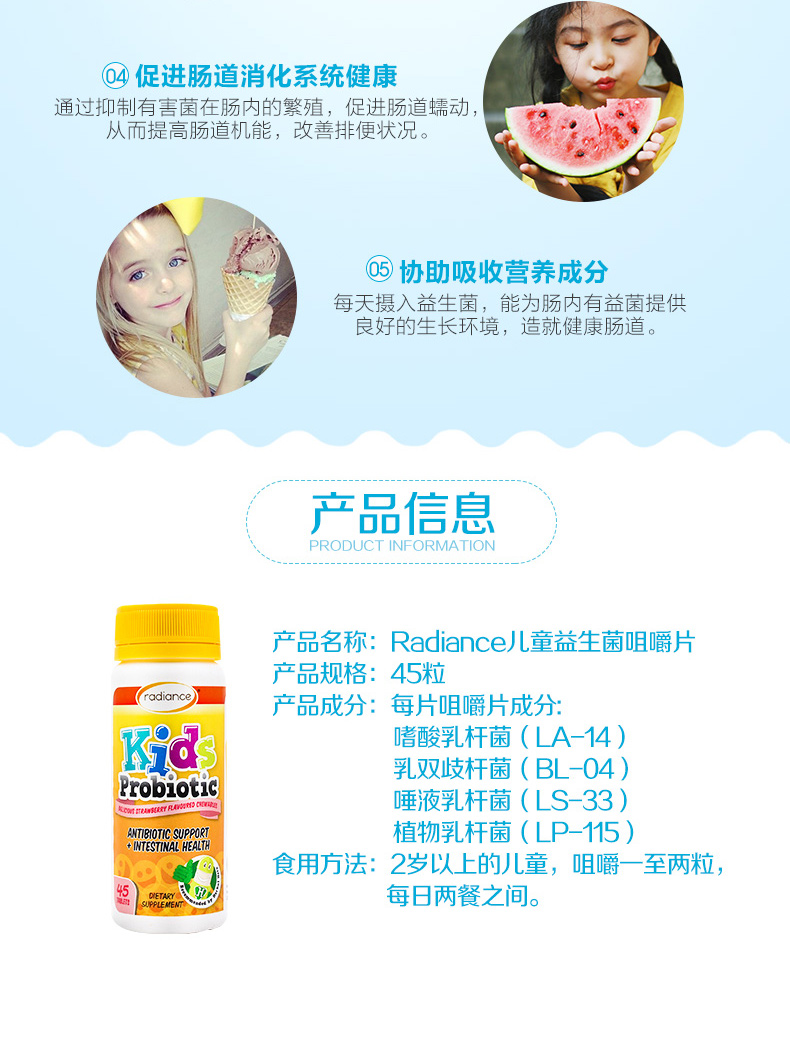 04 促进肠道消化系统健康
通过抑制有害菌在肠内的繁殖，促进肠道蠕动，
从而提高肠道机能，改善排便状况。
05 协助吸收营养成分
每天摄入益生菌，能为肠内有益菌提供
良好的生长环境，造就健康肠道。
产品信息
PRODUCT INFORMATION
产品名称：Radiance儿童益生菌咀嚼片
产品规格：45粒
产品成分：每片咀嚼片成分:
嗜酸乳杆菌（LA-14）
乳双歧杆菌（BL-04）
唾液乳杆菌（LS-33）
植物乳杆菌（LP-115）
食用方法：2岁以上的儿童，咀嚼一至两粒，
每日两餐之间。
radiance
Kids
Probiotic
DELICIOUS STRAWBERRY FLAVOURED CHEWABLES
ANTIBIOTIC SUPPORT
+ INTESTINAL HEALTH
45
TABLETS
DIETARY
SUPPLEMENT